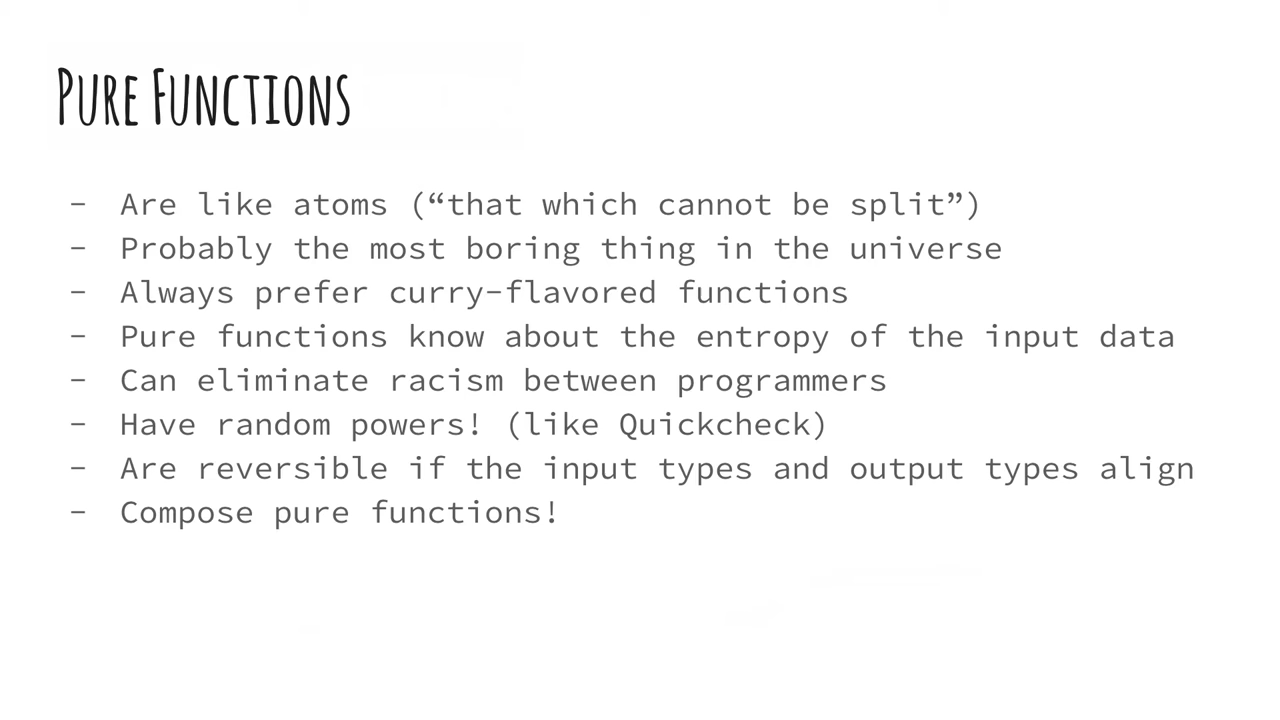 Pure Functions
- Are like atoms (“that which cannot be split”)
- Probably the most boring thing in the universe
- Always prefer curry-flavored functions
- Pure functions know about the entropy of the input data
- Can eliminate racism between programmers
- Have random powers! (like Quickcheck)
- Are reversible if the input types and output types align
- Compose pure functions!